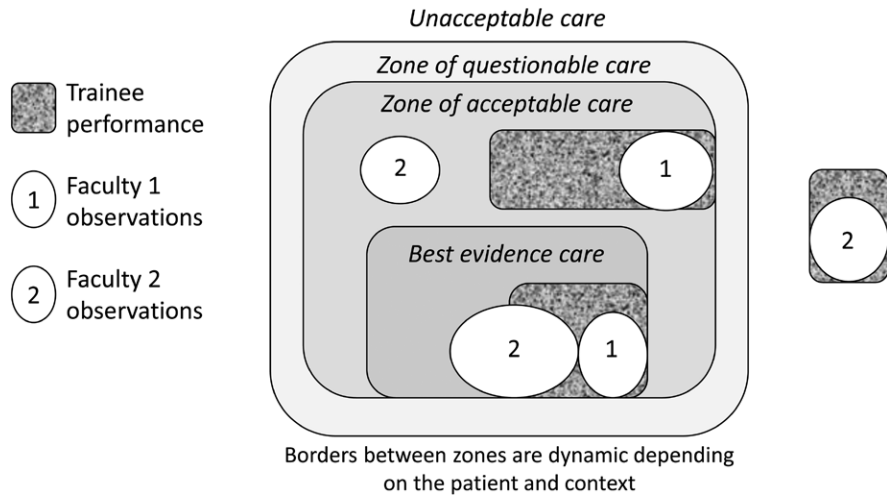 Unacceptable care
Zone of questionable care
Zone of acceptable care
Trainee
performance
2
1
1
Faculty 1
observations
2
Best evidence care
2
Faculty 2
observations
2
1
Borders between zones are dynamic depending
on the patient and context